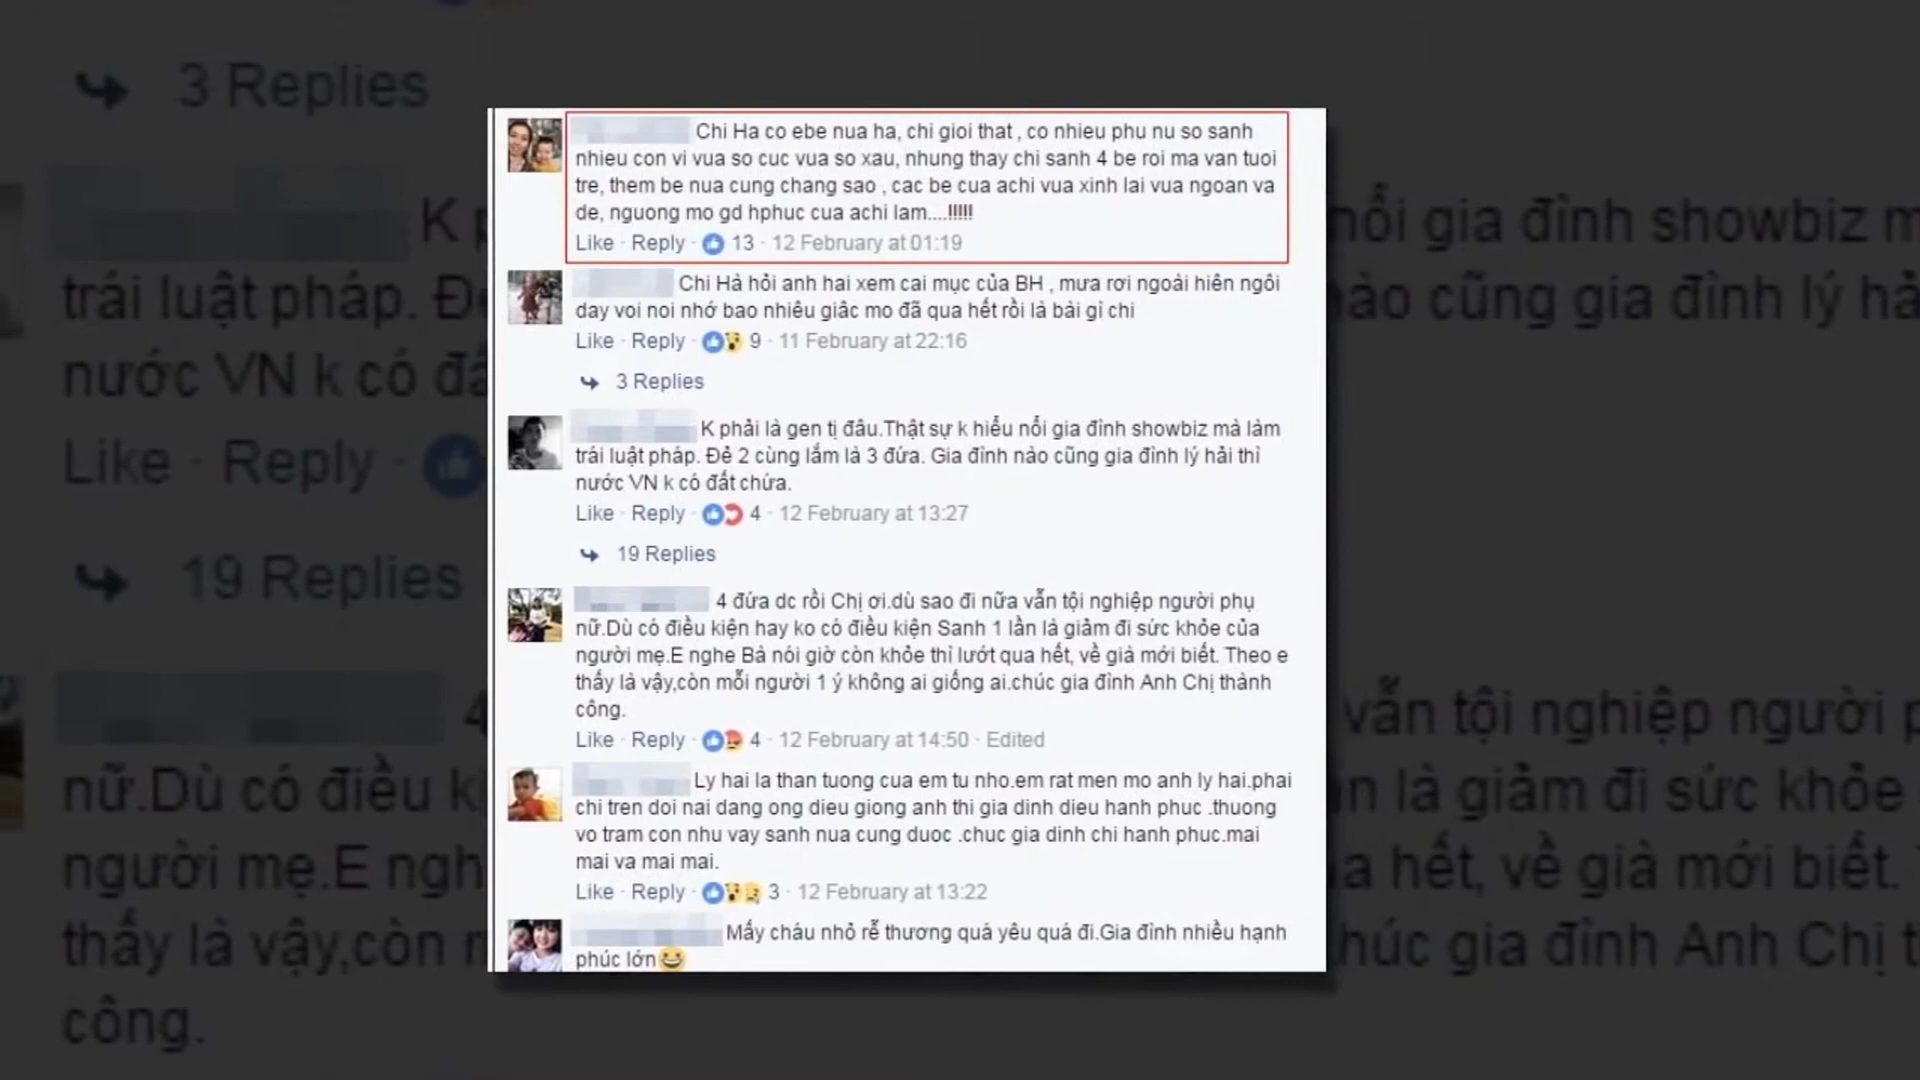 Chi Ha co ebe nua ha, chi gioi that , co nhieu phu nu so sanh
nhieu con vi vua so cuc vua so xau, nhung thay chi sanh 4 be roi ma van tuoi
tre, them be nua cung chang sao , cac be cua achi vua xinh lai vua ngoan va
de, nguong mo gd hphuc cua achi lam....!!!!!
Like · Reply · 13 · 12 February at 01:19
Chi Hà hỏi anh hai xem cai mục của BH , mưa rơi ngoải hiên ngôi
day voi noi nhớ bao nhiêu giâc mo đã qua hết rồi là bài gỉ chi
Like · Reply · 9 · 11 February at 22:16
3 Replies
K phải là gen tị đâu.Thật sự k hiểu nổi gia đình showbiz mà làm
trái luật pháp. Đẻ 2 cùng lắm là 3 đứa. Gia đình nào cũng gia đình lý hải thì
nước VN k có đất chứa.
Like · Reply · 4 · 12 February at 13:27
19 Replies
4 đứa dc rồi Chị ơi.dù sao đi nữa vẫn tội nghiệp người phụ
nữ.Dù có điều kiện hay ko có điều kiện Sanh 1 lần là giảm đi sức khỏe của
người mẹ.E nghe Bà nói giờ còn khỏe thì lướt qua hết, về già mới biết. Theo e
thấy là vậy,còn mỗi người 1 ý không ai giống ai.chúc gia đình Anh Chị thành
công.
Like · Reply · 4 · 12 February at 14:50 · Edited
Ly hai la than tuong cua em tu nho.em rat men mo anh ly hai.phai
chi tren doi nai dang ong dieu giong anh thi gia dinh dieu hanh phuc .thuong
vo tram con nhu vay sanh nua cung duoc .chuc gia dinh chi hanh phuc.mai
mai va mai mai.
Like · Reply · 3 · 12 February at 13:22
Mấy cháu nhỏ rễ thương quá yêu quá đi.Gia đình nhiều hạnh
phúc lớn😀
3 Replies
nổi gia đình showbiz m
trái luật pháp. Đẻ
nào cũng gia đình lý hải
nước VN k có đấ
Like · Reply ·
19 Replies
vẫn tội nghiệp người p
nữ.Dù có điều k
n là giảm đi sức khỏe
người mẹ.E ngh
a hết, về già mới biết.
thấy là vậy,còn
húc gia đình Anh Chị t
công.